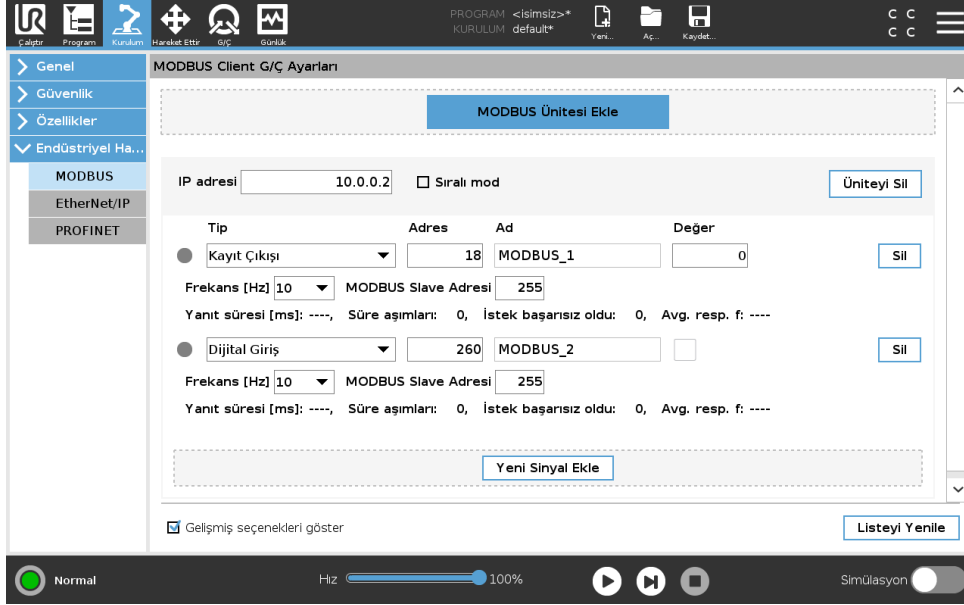 PROGRAM <isimsiz>*
KURULUM default*
Çalıştır Program Kurulum Hareket Ettir G/Ç Günlük Yeni... Aç... Kaydet...
C C
C C
Genel
Güvenlik
Özellikler
Endüstriyel Ha...
MODBUS
EtherNet/IP
PROFINET
MODBUS Client G/Ç Ayarları
MODBUS Ünitesi Ekle
IP adresi 10.0.0.2 Sıralı mod Üniteyi Sil
Tip Adres Ad Değer
Kayıt Çıkışı 18 MODBUS_1 0 Sil
Frekans [Hz] 10 MODBUS Slave Adresi 255
Yanıt süresi [ms]: ----, Süre aşımları: 0, İstek başarısız oldu: 0, Avg. resp. f: ----
Dijital Giriş 260 MODBUS_2 Sil
Frekans [Hz] 10 MODBUS Slave Adresi 255
Yanıt süresi [ms]: ----, Süre aşımları: 0, İstek başarısız oldu: 0, Avg. resp. f: ----
Yeni Sinyal Ekle
Gelişmiş seçenekleri göster Listeyi Yenile
Normal Hız 100% Simülasyon